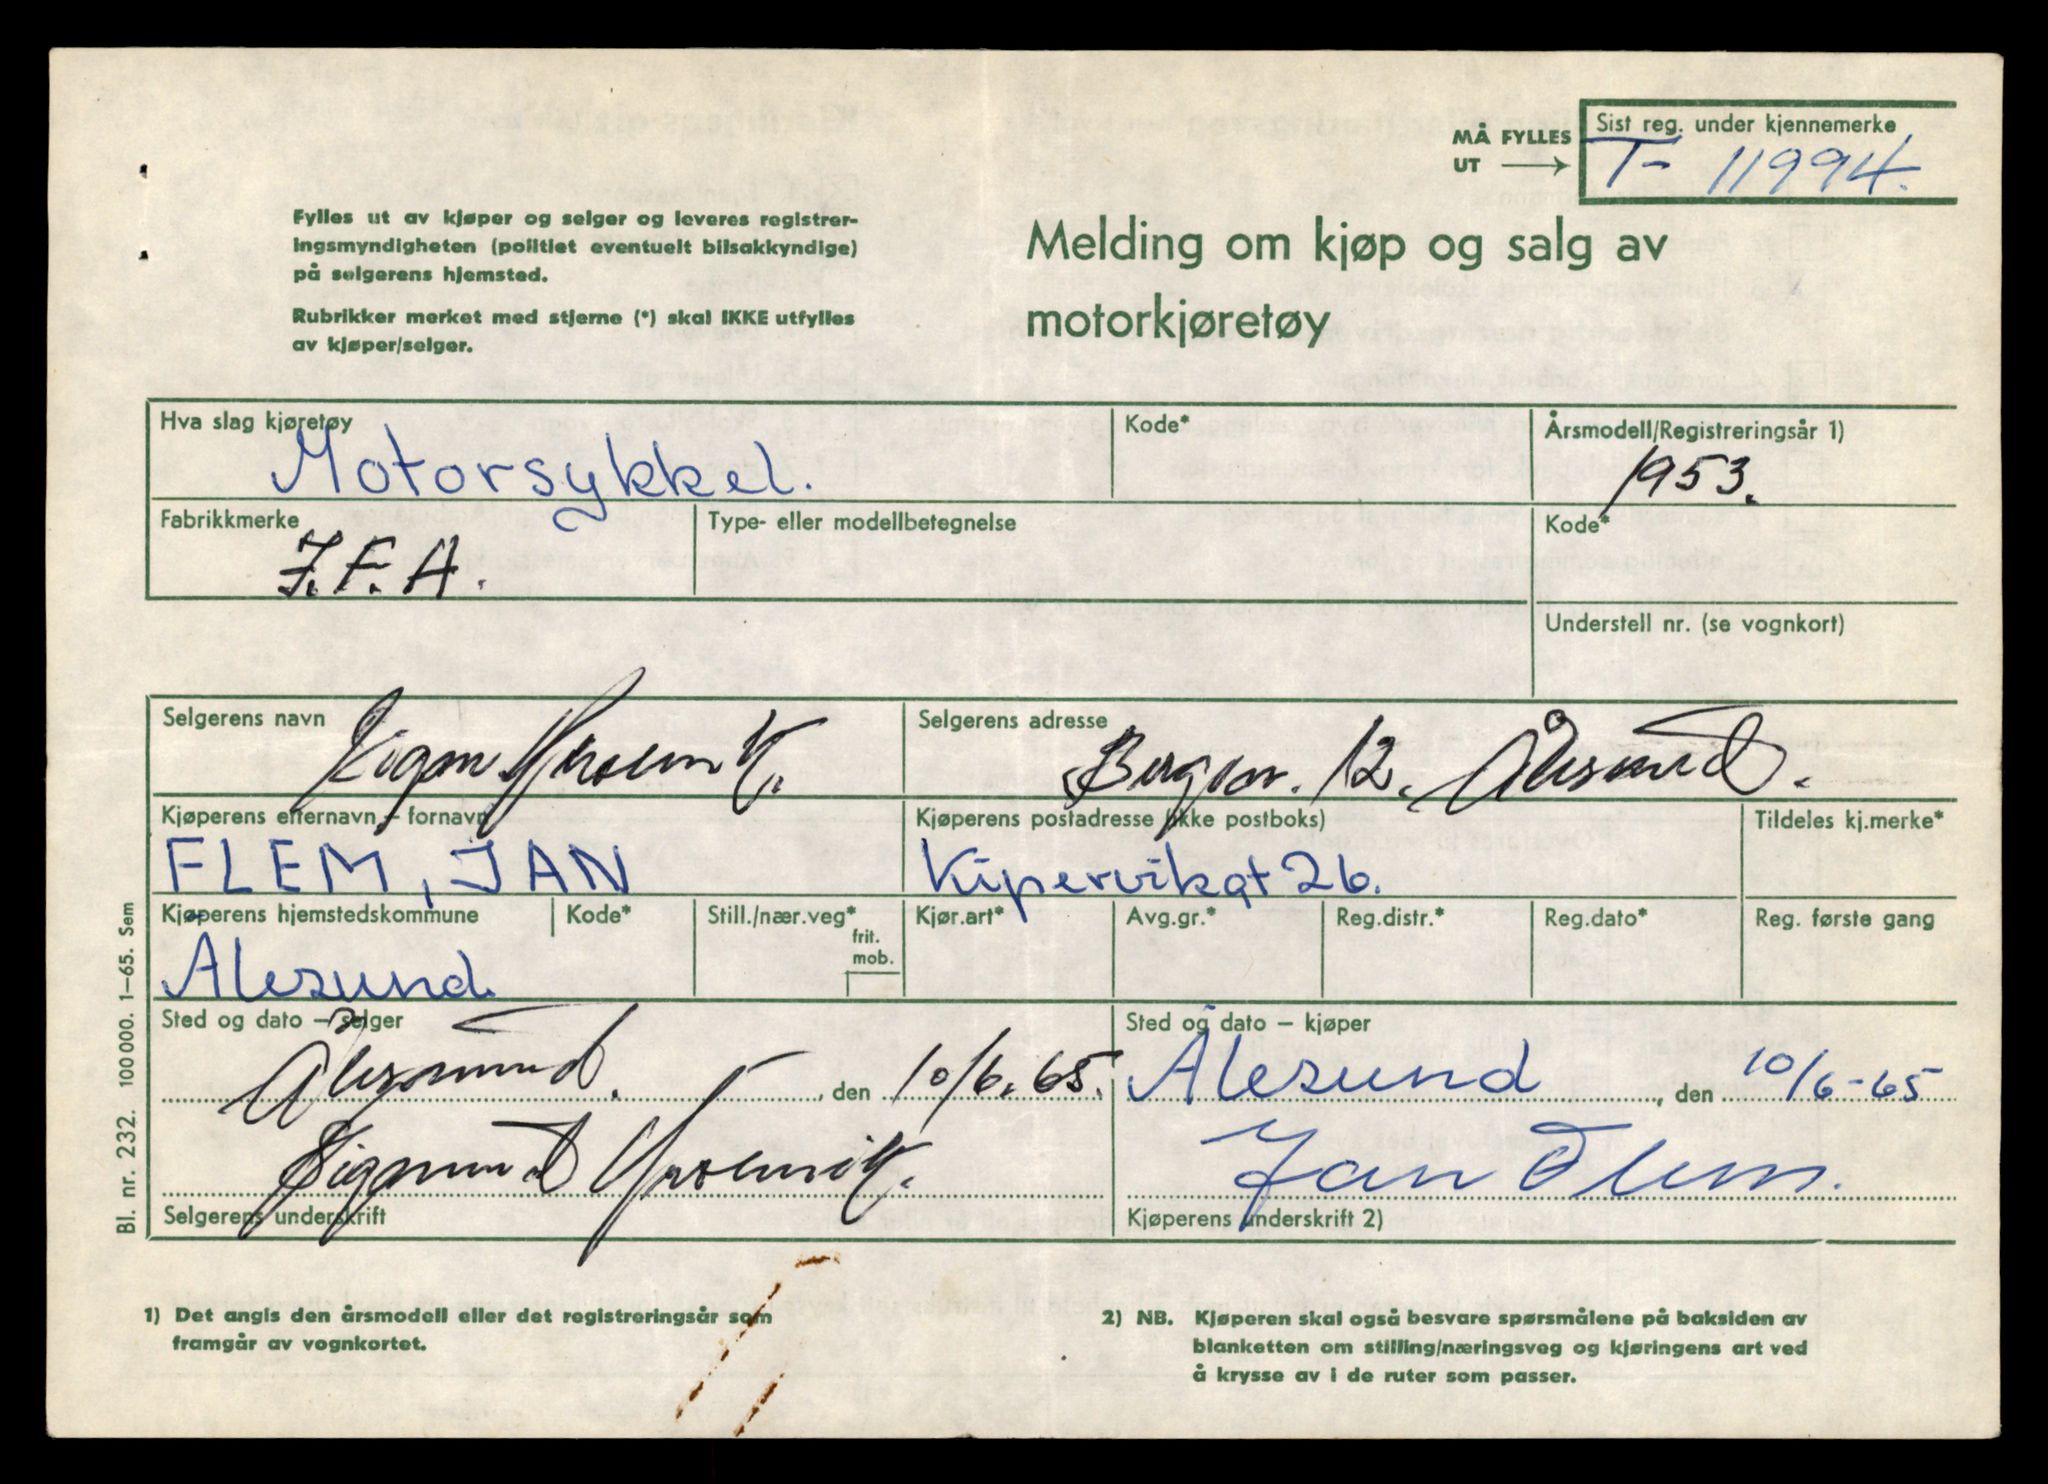 MÅ FYLLES
UT →
Sist reg. under kjennemerke
T- 11994.
Fylles ut av kjøper og selger og leveres registrer-
ingsmyndigheten (politiet eventuelt bilsakkyndige)
på selgerens hjemsted.
Rubrikker merket med stjerne (*) skal IKKE utfylles
av kjøper/selger.
Melding om kjøp og salg av
motorkjøretøy
Hva slag kjøretøy
Motorsykkel.
Kode*
Årsmodell/Registreringsår 1)
1953.
Fabrikkmerke
I.F.A.
Type- eller modellbetegnelse
Kode*
Understell nr. (se vognkort)
Selgerens navn
Selgerens adresse
12. Ålesund.
Kjøperens etternavn – fornavn
FLEM, JAN
Kjøperens postadresse (ikke postboks)
Kipervikgt 26.
Tildeles kj.merke*
Kjøperens hjemstedskommune
Ålesund
Kode*
Still./nær.veg*
frit.
mob.
Kjør.art*
Avg.gr.*
Reg.distr.*
Reg.dato*
Reg. første gang
Sted og dato – selger
Ålesund. , den 10/6.65.
Sted og dato – kjøper
Ålesund , den 10/6-65
Sigmund
Selgerens underskrift
Jan Flem.
Kjøperens underskrift 2)
Bl. nr. 232. 100 000. 1–65. Sem
1) Det angis den årsmodell eller det registreringsår som
framgår av vognkortet.
2) NB. Kjøperen skal også besvare spørsmålene på baksiden av
blanketten om stilling/næringsveg og kjøringens art ved
å krysse av i de ruter som passer.